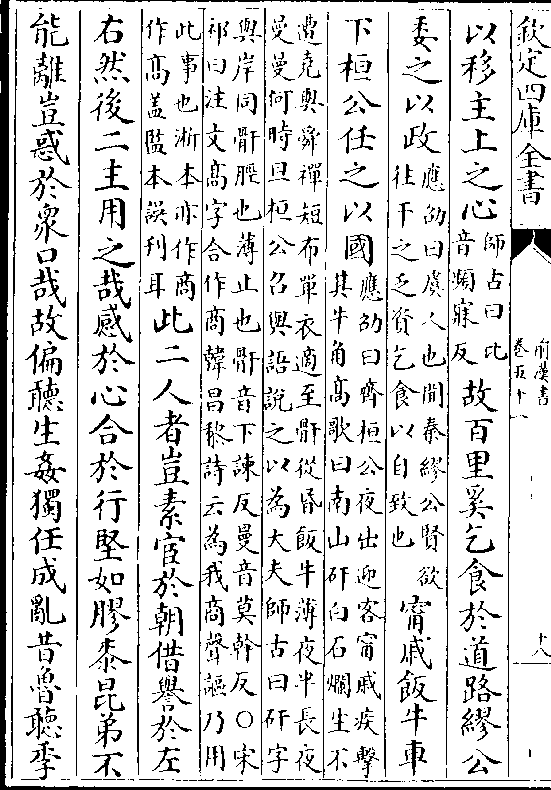 欽定四庫全書
前漢書
卷五十一
十八
以移主上之心
師古曰此
音頻寐反
故百里奚乞食於道路繆公
委之以政
應劭曰虞人也聞秦繆公賢欲
往干之乏資乞食以自致也
甯戚飯牛車
下桓公任之以國
應劭曰齊桓公夜出迎客甯戚疾擊
其牛角高歌曰南山矸白石爛生不
遭堯與舜禪短布單衣適至骭從昏飯牛薄夜半長夜
曼曼何時旦桓公召與語說之以為大夫師古曰矸字
與岸同骭脛也薄止也骭音下諫反曼音莫幹反○宋
祁曰注文高字合作商韓昌黎詩云為我商聲謳乃用
此事也淅本亦作商
作高盖監本誤刋耳
此二人者豈素宦於朝借譽於左
右然後二主用之哉感於心合於行堅如膠桼昆弟不
能離豈惑於衆口哉故偏聽生姦獨任成亂昔魯聽季